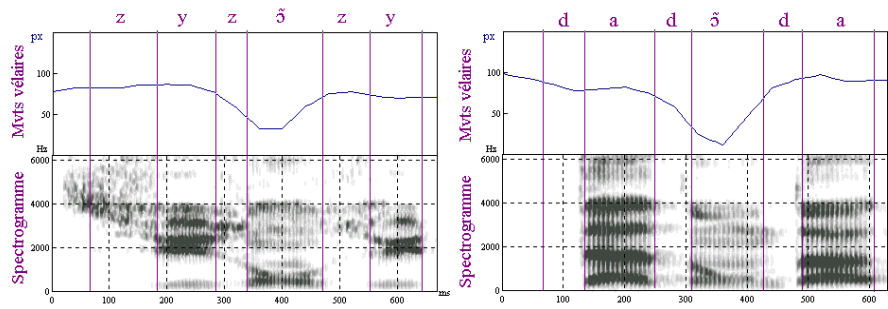 z y z ɔ̃ z y
px
100
50
Mvts vélaires
Hz
6000
4000
2000
0
Spectrogramme
0 100 200 300 400 500 600 ms
d a d ɔ̃ d a
px
100
50
Mvts vélaires
Hz
6000
4000
2000
0
Spectrogramme
0 100 200 300 400 500 600